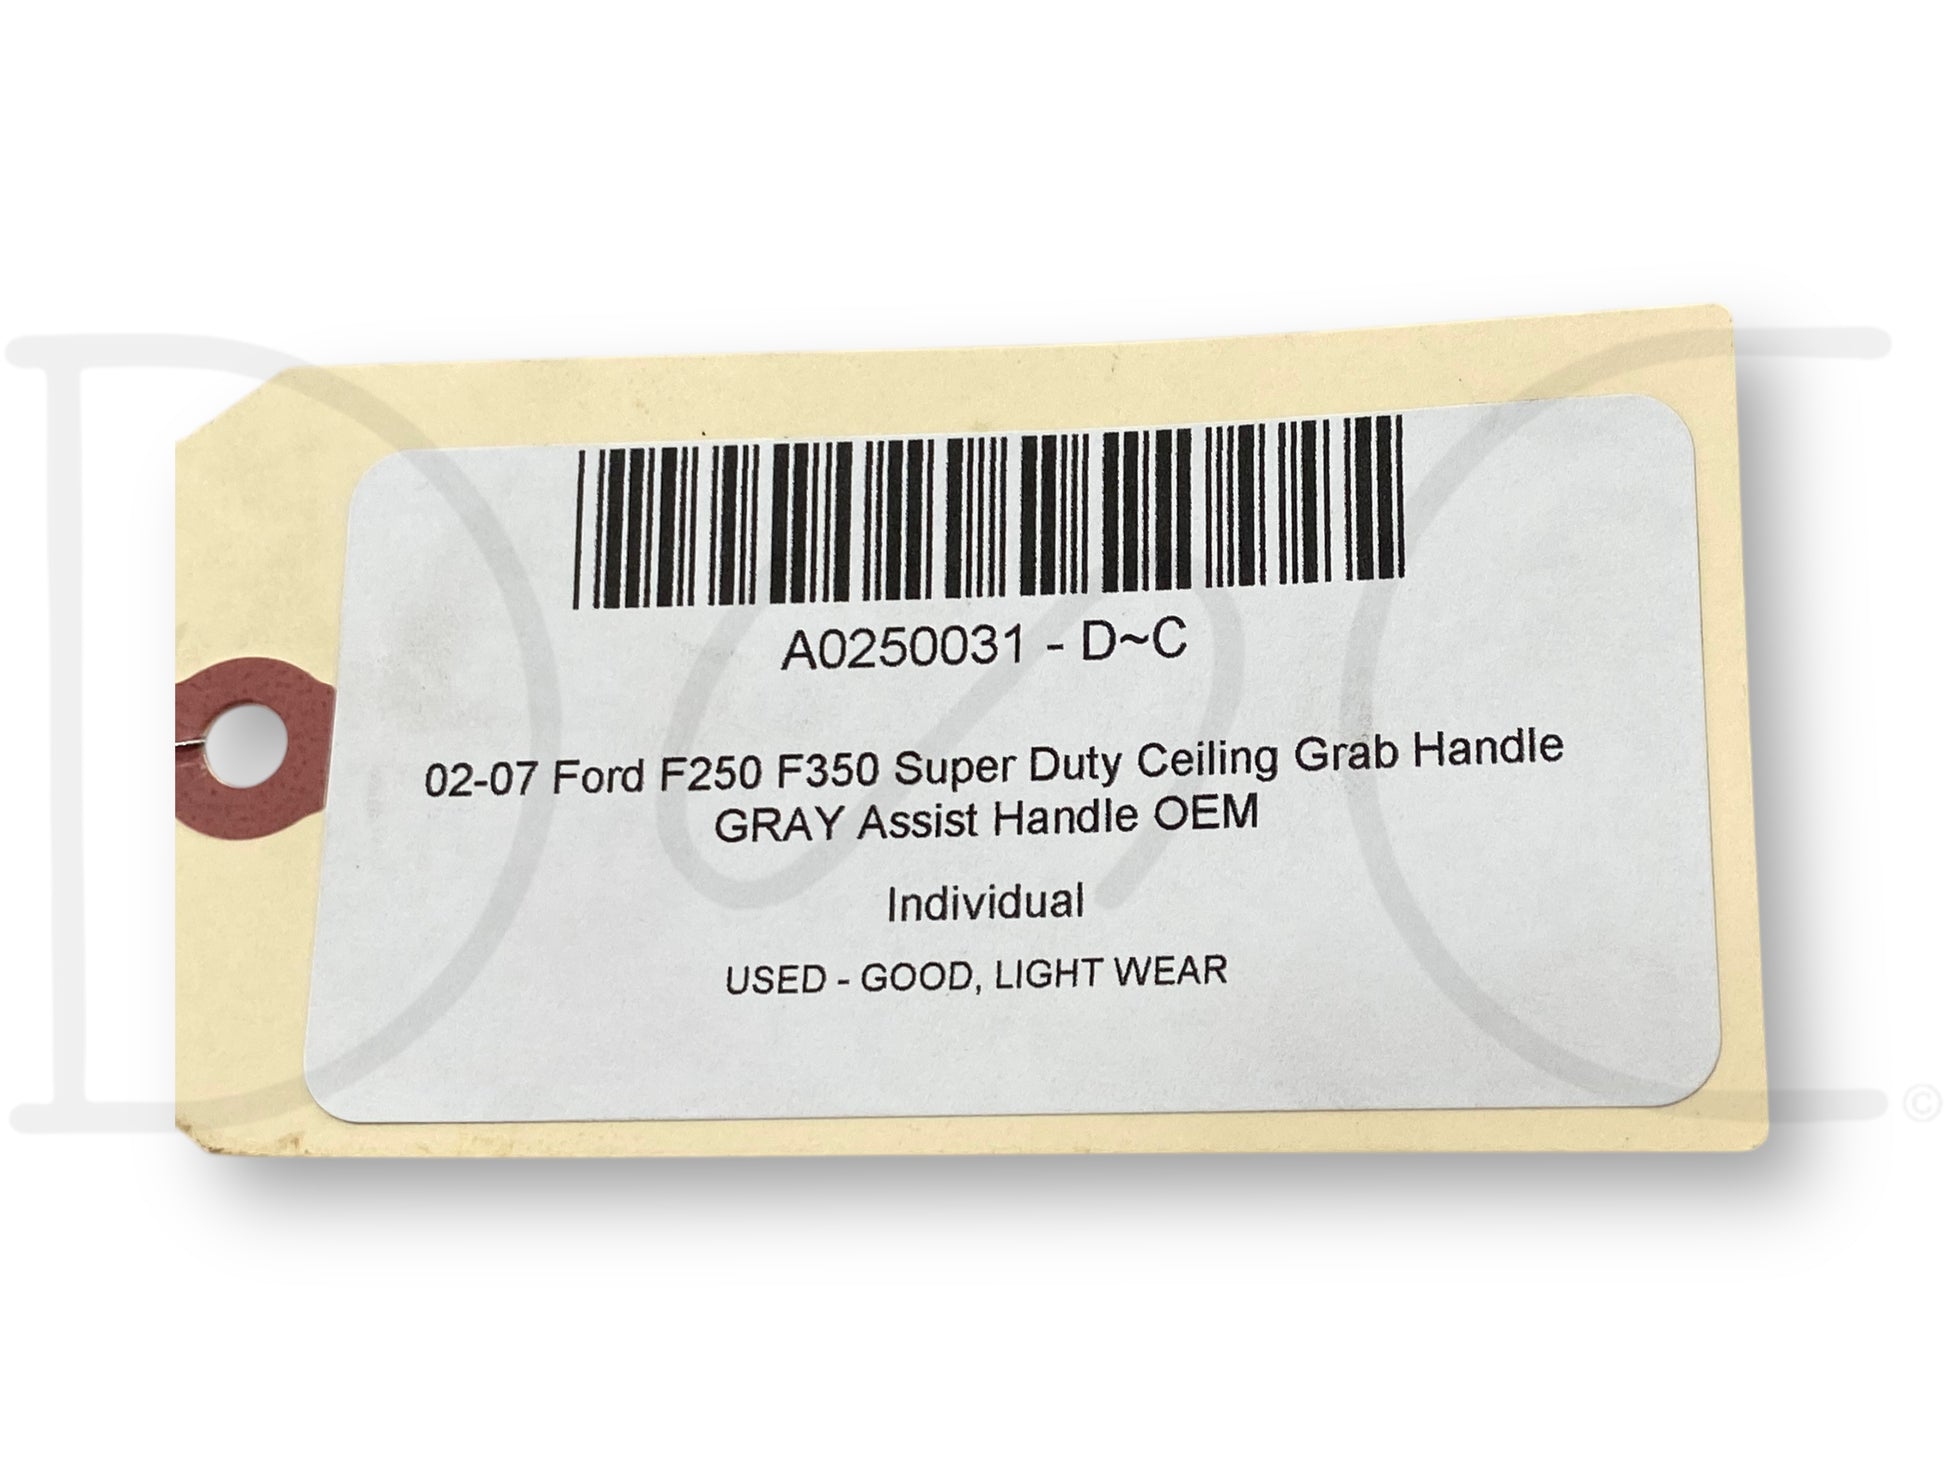 A0250031 - D~C
02-07 Ford F250 F350 Super Duty Ceiling Grab Handle
GRAY Assist Handle OEM
Individual
USED - GOOD, LIGHT WEAR
D~C
©